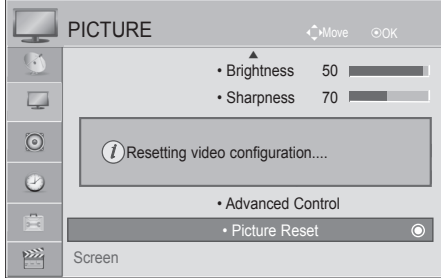 PICTURE Move OK
• Brightness 50
• Sharpness 70
i Resetting video configuration....
• Advanced Control
• Picture Reset
Screen